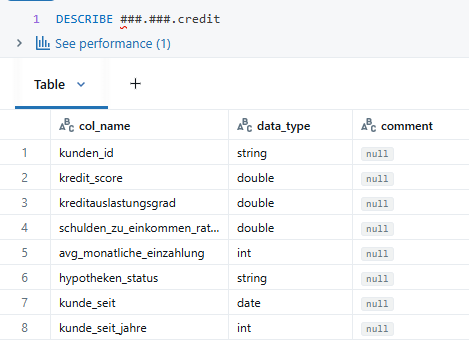 1 DESCRIBE ###.###.credit
See performance (1)
Table +
col_name data_type comment
1 kunden_id string null
2 kredit_score double null
3 kreditauslastungsgrad double null
4 schulden_zu_einkommen_rat... double null
5 avg_monatliche_einzahlung int null
6 hypotheken_status string null
7 kunde_seit date null
8 kunde_seit_jahre int null